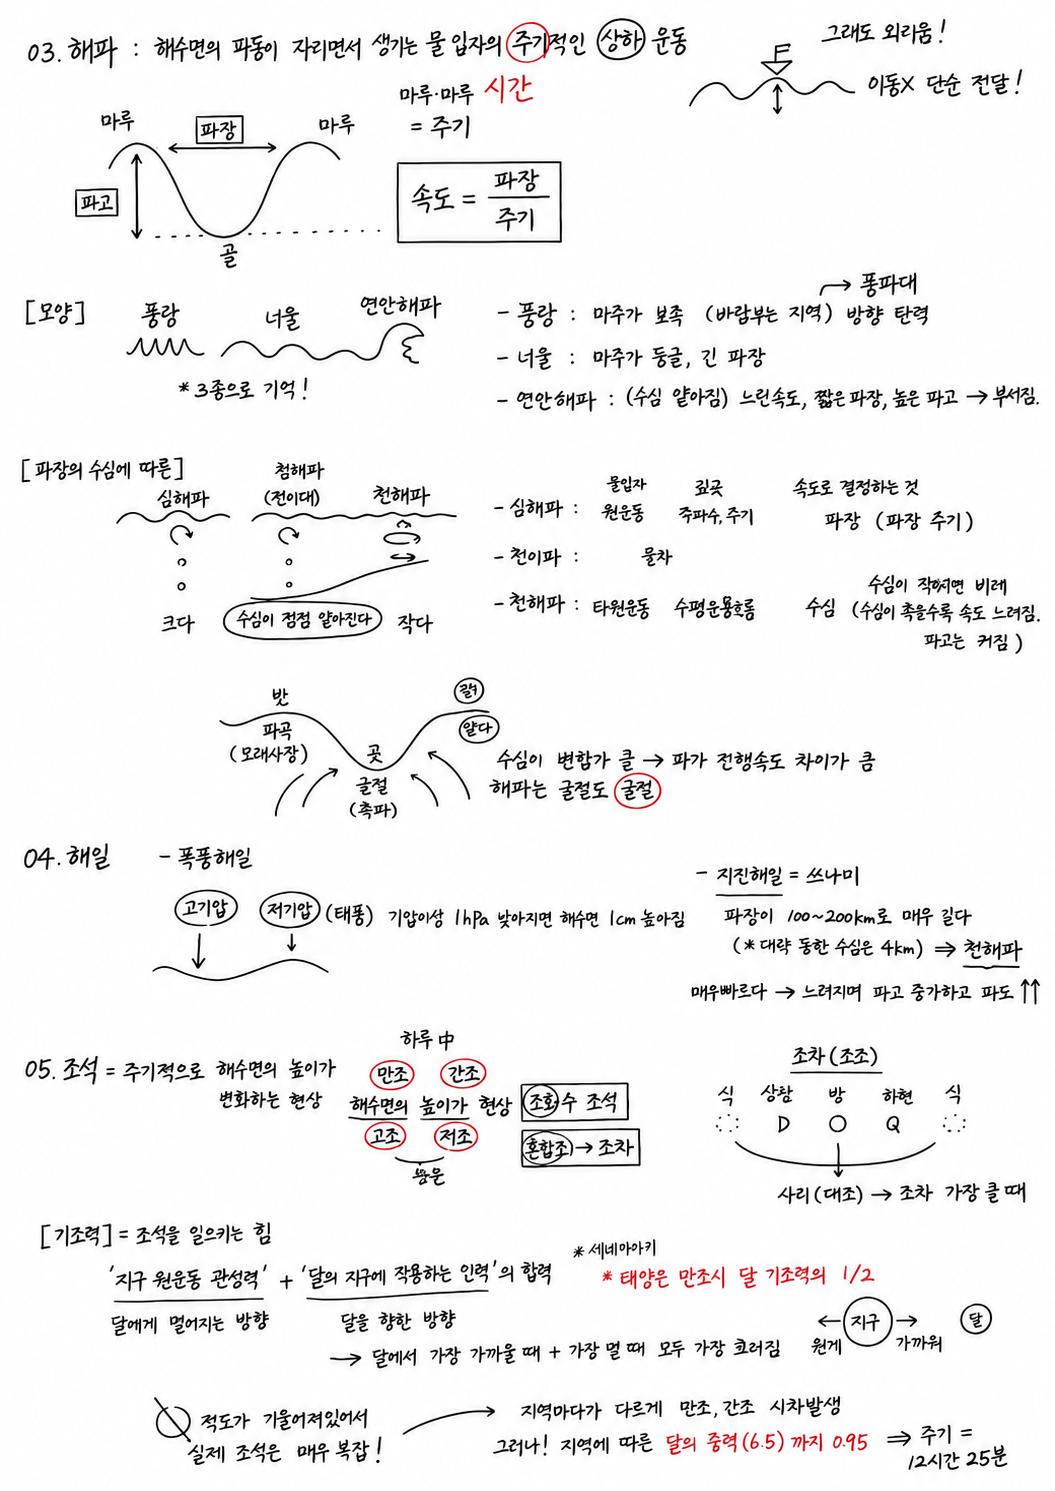 03. 해파 : 해수면의 파동이 자리면서 생기는 물 입자의 주기적인 상하 운동
그래도 외리움!
F
이동X 단순 전달!
마루·마루 시간
= 주기
마루
파장
마루
파고
골
속도 = 파장
주기
[모양]
풍랑
너울
연안해파
*3종으로 기억!
→ 풍파대
- 풍랑 : 마주가 보족 (바람부는 지역) 방향 탄력
- 너울 : 마주가 둥글, 긴 파장
- 연안해파 : (수심 얕아짐) 느린속도, 짧은파장, 높은 파고 → 부서짐.
[파장의 수심에 따른]
심해파
첨해파
(전이대)
천해파
크다
수심이 점점 얕아진다
작다
물입자
깊곳
속도로 결정하는 것
- 심해파 :
원운동
주파수, 주기
파장 (파장 주기)
- 천이파 :
물차
수심이 작아지면 비례
- 천해파 :
타원운동
수심 (수심이 촉을수록 속도 느려짐.
파고는 커짐)
밧
파곡
(모래사장)
곶
굴절
(촉파)
얕다
수심이 변합가 클 → 파가 전행속도 차이가 큼
해파는 굴절도 굴절
04. 해일
- 폭풍해일
고기압
저기압 (태풍) 기압이상 1hPa 낮아지면 해수면 1cm 높아짐
- 지진해일 = 쓰나미
파장이 100~200km로 매우 길다
(* 대략 동한 수심은 4km) ⇒ 천해파
매우빠르다 → 느려지며 파고 중가하고 파도 ↑↑
05. 조석 = 주기적으로 해수면의 높이가
변화하는 현상
하루 中
만조 간조
해수면의 높이가 현상
고조 저조
조화수 조석
혼합조 → 조차
조차(조조)
식 상항 방 하현 식
D Q
사리(대조) → 조차 가장 클 때
[기조력] = 조석을 일으키는 힘
'지구 원운동 관성력' + '달의 지구에 작용하는 인력'의 합력
* 세네아아키
* 태양은 만조시 달 기조력의 1/2
달에게 멀어지는 방향
달을 향한 방향
→ 달에서 가장 가까울 때 + 가장 멀 때 모두 가장 크러짐
← 지구 →
달
원게
가까워
적도가 기울어져있어서
실제 조석은 매우 복잡!
지역마다가 다르게 만조, 간조 시차발생
그러나! 지역에 따른 달의 중력(6.5) 까지 0.95 ⇒ 주기 =
12시간 25분